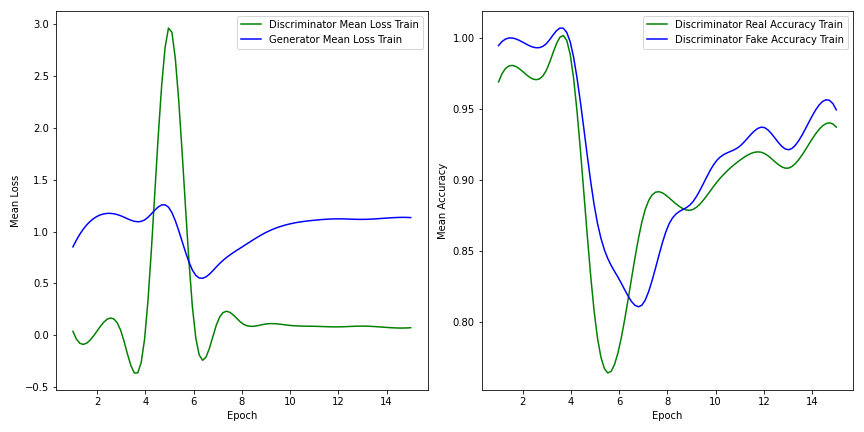 Discriminator Mean Loss Train
Generator Mean Loss Train
3.0
2.5
2.0
1.5
1.0
0.5
0.0
−0.5
Mean Loss
2 4 6 8 10 12 14
Epoch
Discriminator Real Accuracy Train
Discriminator Fake Accuracy Train
1.00
0.95
0.90
0.85
0.80
Mean Accuracy
2 4 6 8 10 12 14
Epoch